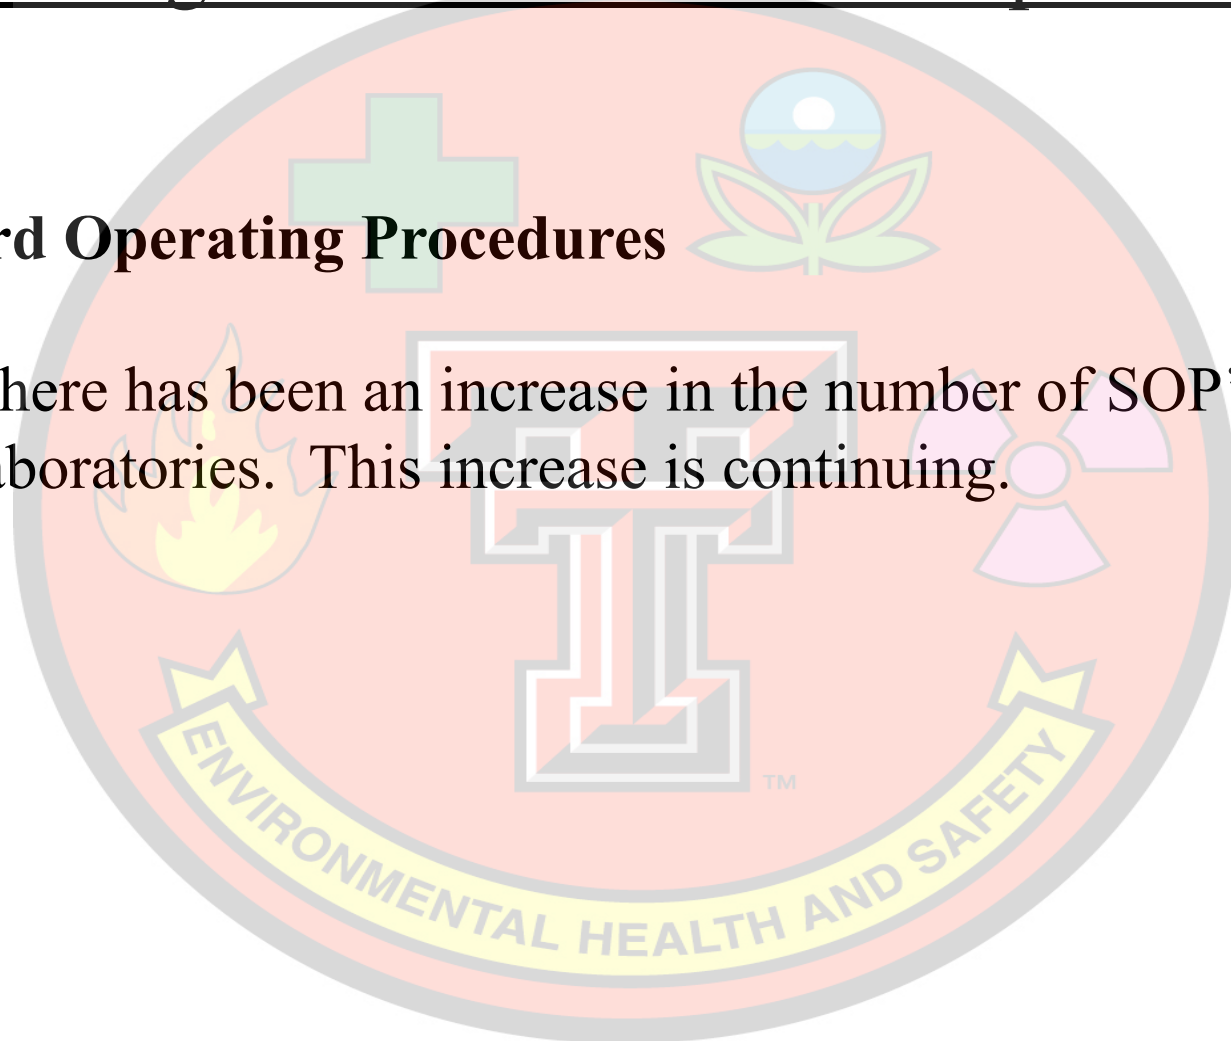 rd Operating Procedures
here has been an increase in the number of SOP'
aboratories.  This increase is continuing.
TM
ENVIRONMENTAL HEALTH AND SAFETY